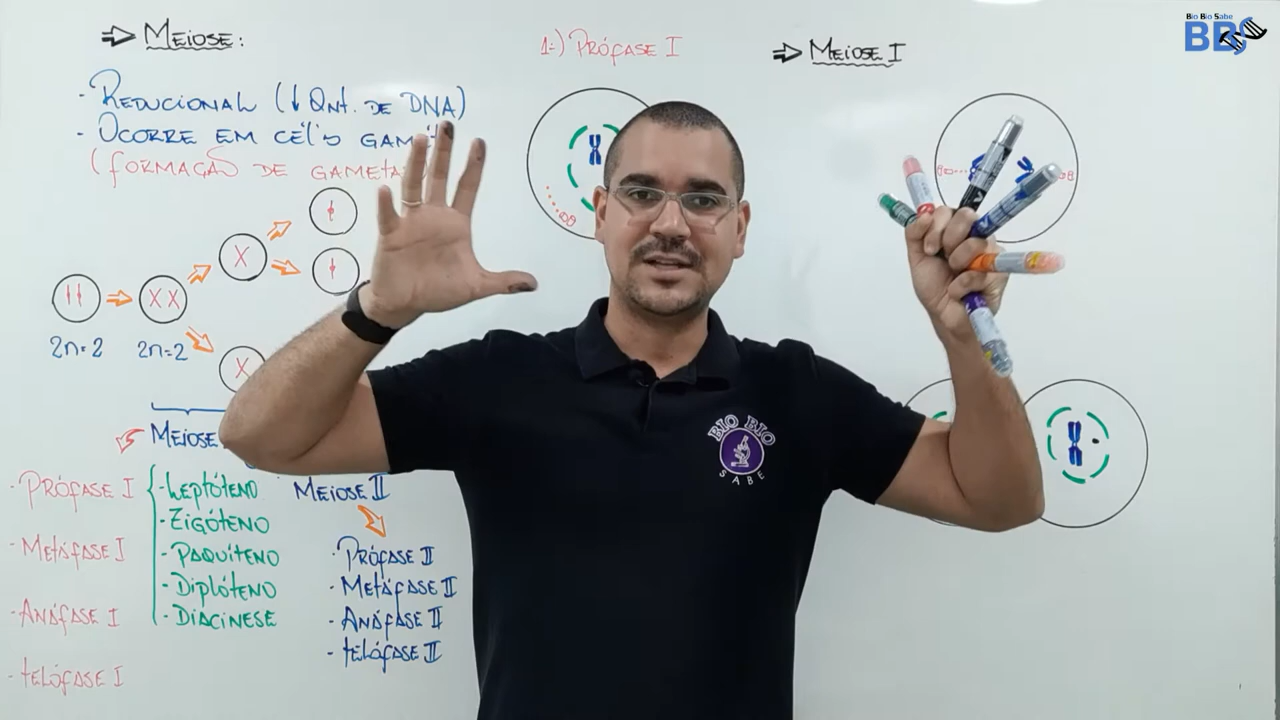 ⇒ MEIOSE:
- REDUCIONAL (↓ QNT. DE DNA)
- OCORRE EM CÉL'S
(FORMAÇÃO DE
2n=2 2n=2
MEIOSE
PRÓFASE I
- METÁFASE I
- ANÁFASE I
- TELÓFASE I
- LEPTÓTENO
- ZIGÓTENO
- PAQUÍTENO
- DIPLÓTENO
- DIACINESE
MEIOSE II
- PRÓFASE II
- METÁFASE II
- ANÁFASE II
- TELÓFASE II
1-) PRÓFASE I
⇒ MEIOSE I
Bio Bio Sabe
BBS
BIO BIO
SABE